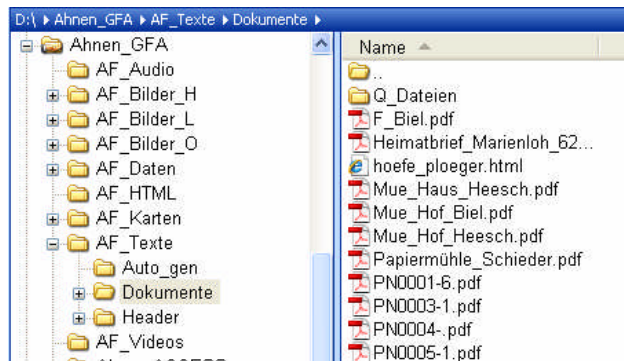 D:\ ▸ Ahnen_GFA ▸ AF_Texte ▸ Dokumente ▸
Ahnen_GFA
AF_Audio
AF_Bilder_H
AF_Bilder_L
AF_Bilder_O
AF_Daten
AF_HTML
AF_Karten
AF_Texte
Auto_gen
Dokumente
Header
AF_Videos
Name
..
Q_Dateien
F_Biel.pdf
Heimatbrief_Marienloh_62...
hoefe_ploeger.html
Mue_Haus_Heesch.pdf
Mue_Hof_Biel.pdf
Mue_Hof_Heesch.pdf
Papiermühle_Schieder.pdf
PN0001-6.pdf
PN0003-1.pdf
PN0004-.pdf
PN0005-1.pdf